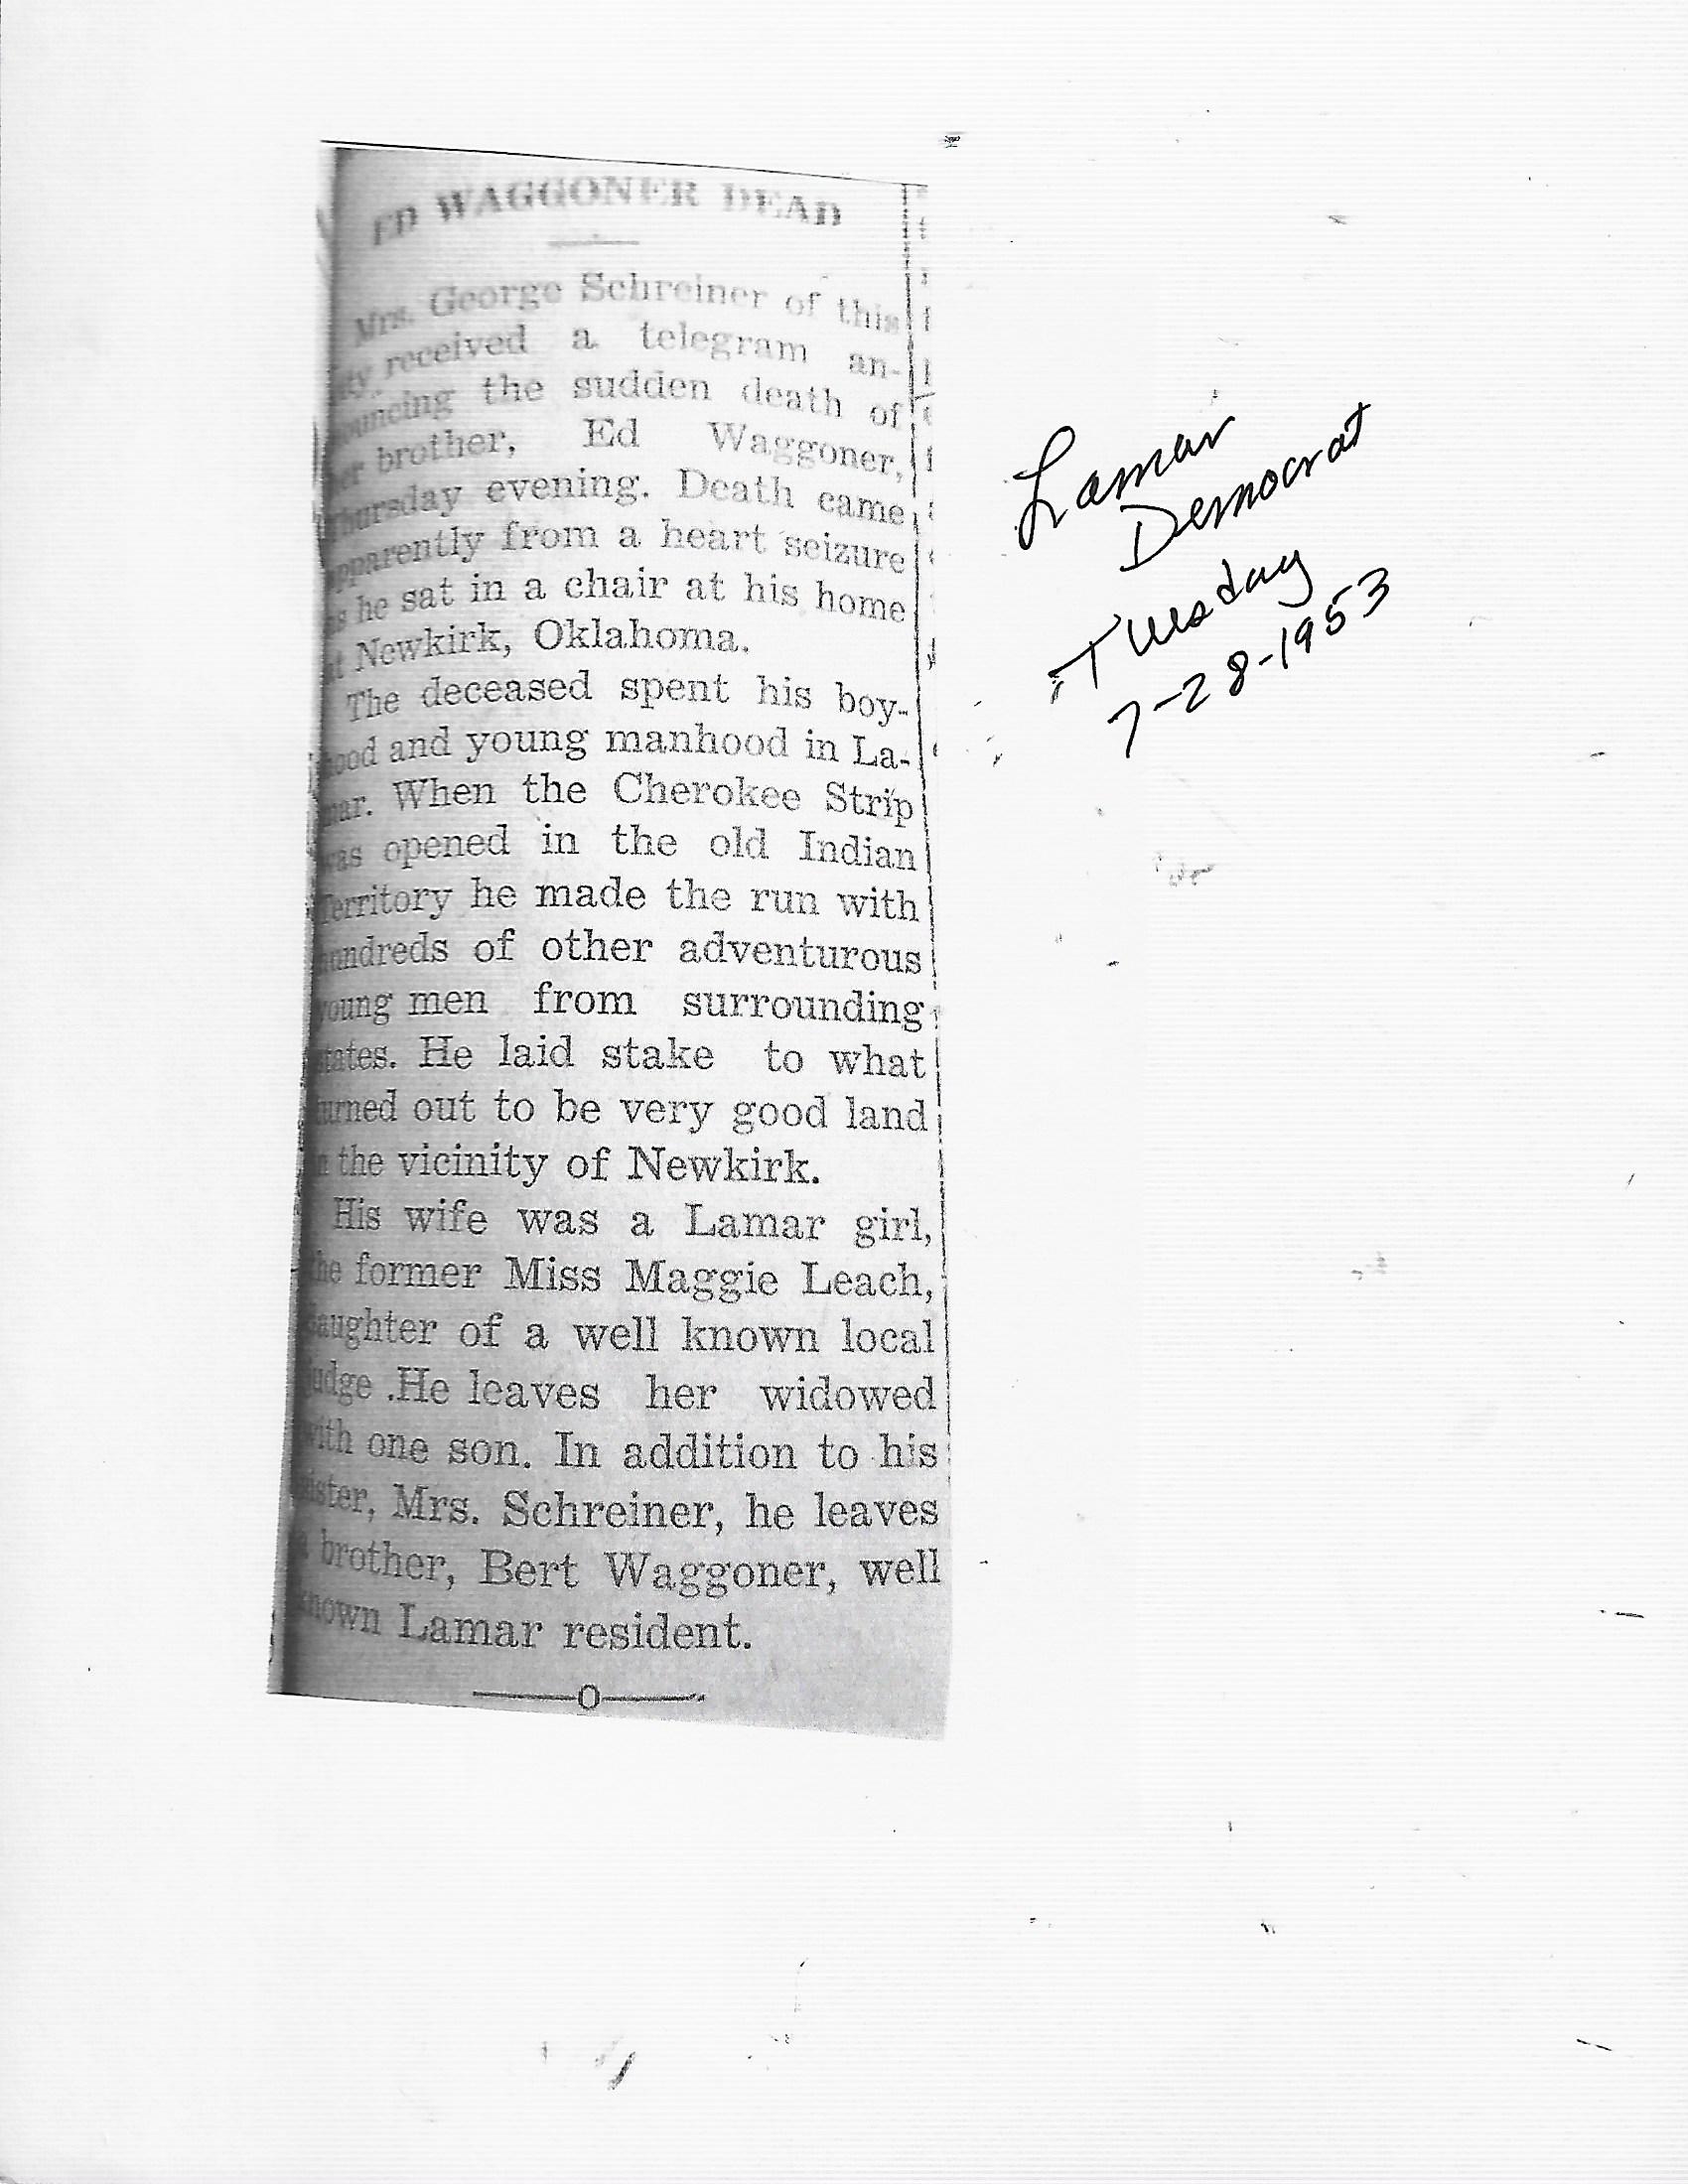 ED WAGGONER DEAD
Mrs. George Schreiner of this
ity received a telegram an-
ouncing the sudden death of
her brother, Ed Waggoner,
Thursday evening. Death came
apparently from a heart seizure
as he sat in a chair at his home
at Newkirk, Oklahoma.
The deceased spent his boy-
hood and young manhood in La-
mar. When the Cherokee Strip
was opened in the old Indian
Territory he made the run with
hundreds of other adventurous
young men from surrounding
states. He laid stake to what
turned out to be very good land
in the vicinity of Newkirk.
His wife was a Lamar girl,
the former Miss Maggie Leach,
daughter of a well known local
judge .He leaves her widowed
with one son. In addition to his
sister, Mrs. Schreiner, he leaves
a brother, Bert Waggoner, well
known Lamar resident.
O
Lamar
Democrat
Tuesday
7-28-1953